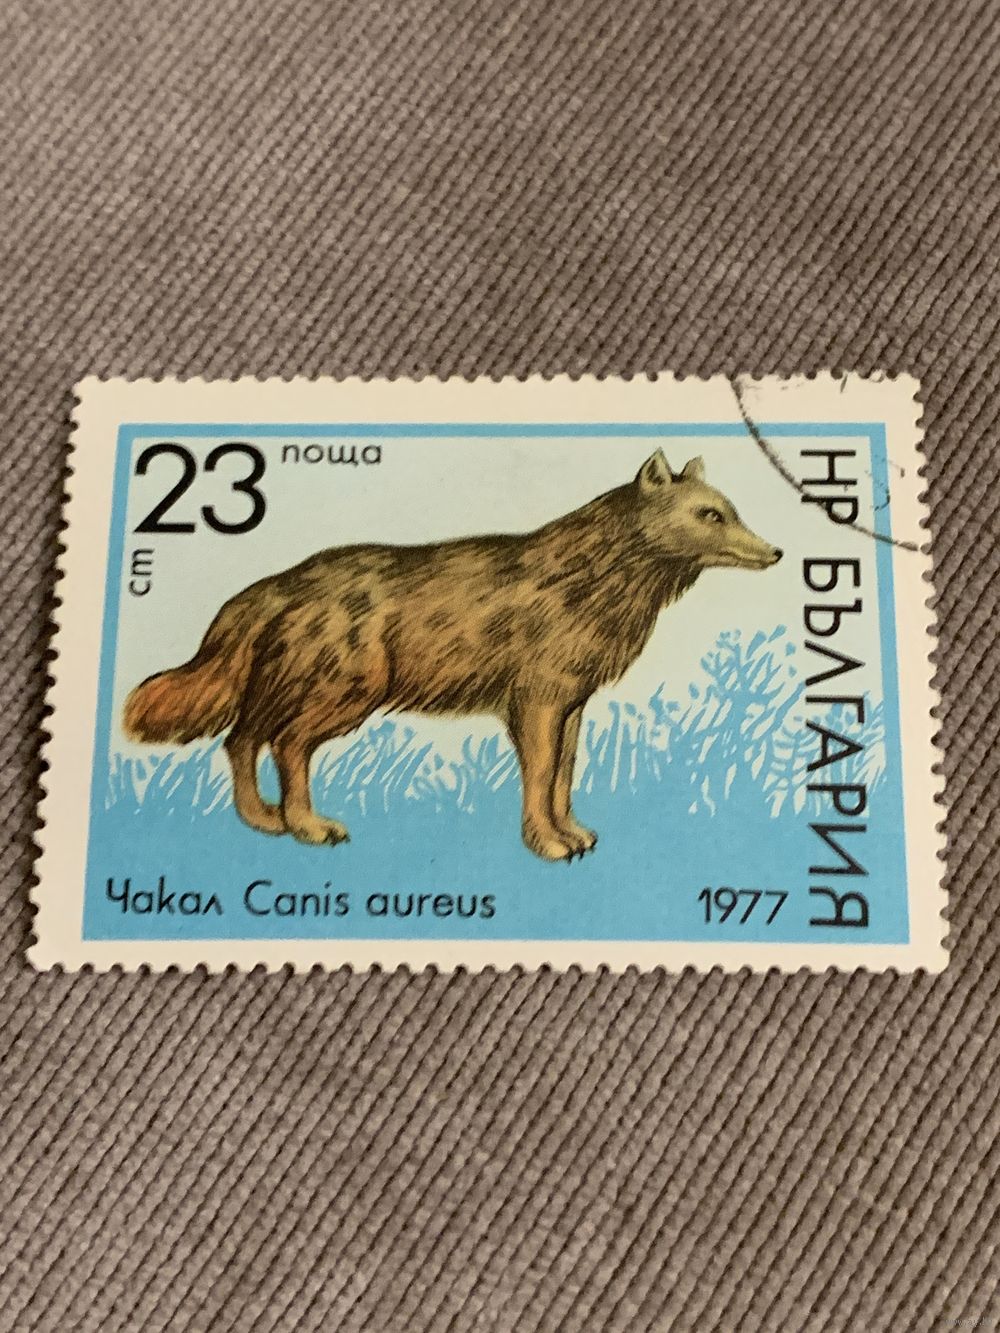 23 поща
ст
НР БЪЛГАРИЯ
Чакал Canis aureus
1977